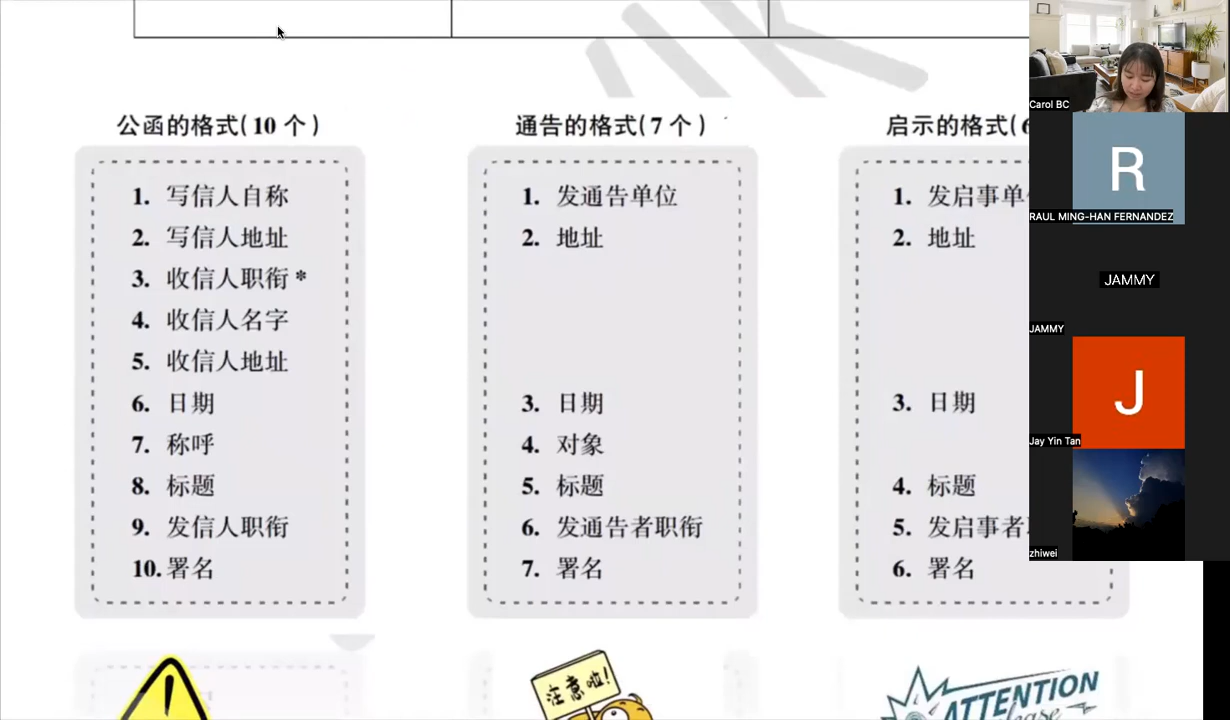 公函的格式(10 个)
1. 写信人自称
2. 写信人地址
3. 收信人职衔*
4. 收信人名字
5. 收信人地址
6. 日期
7. 称呼
8. 标题
9. 发信人职衔
10. 署名
通告的格式(7 个)
1. 发通告单位
2. 地址
3. 日期
4. 对象
5. 标题
6. 发通告者职衔
7. 署名
启示的格式(6
1. 发启事单
2. 地址
3. 日期
4. 标题
5. 发启事者
6. 署名
注意啦!
ATTENTION
Please
Carol BC
R
RAUL MING-HAN FERNANDEZ
JAMMY
JAMMY
J
Jay Yin Tan
zhiwei